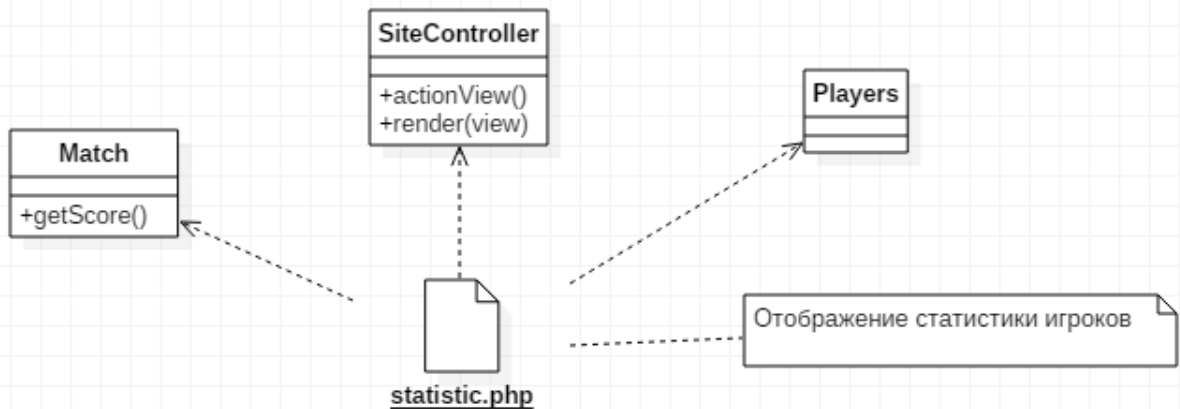 SiteController
+actionView()
+render(view)
Players
Match
+getScore()
Отображение статистики игроков
statistic.php